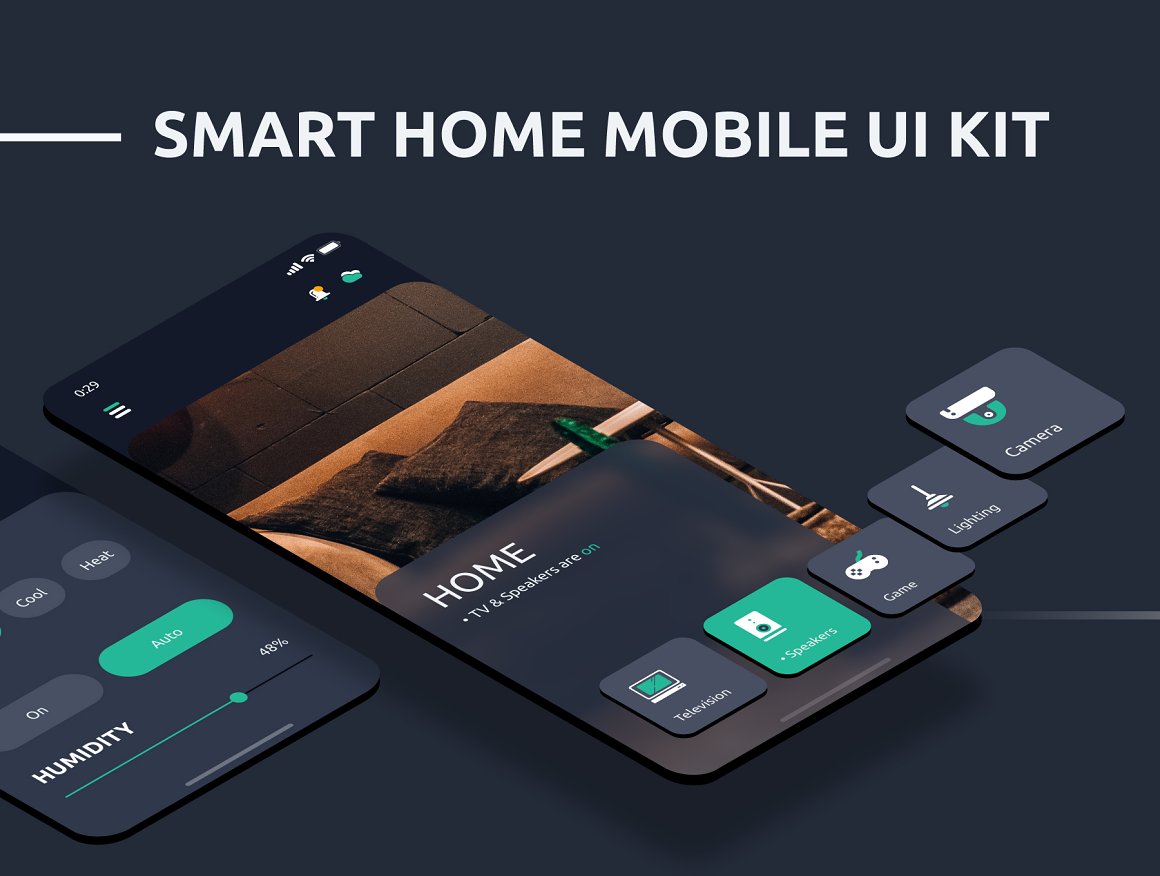 SMART HOME MOBILE UI KIT
0:29
HOME
• TV & Speakers are on
Camera
Lighting
Game
• Speakers
Television
Heat
Cool
Auto
On
48%
HUMIDITY